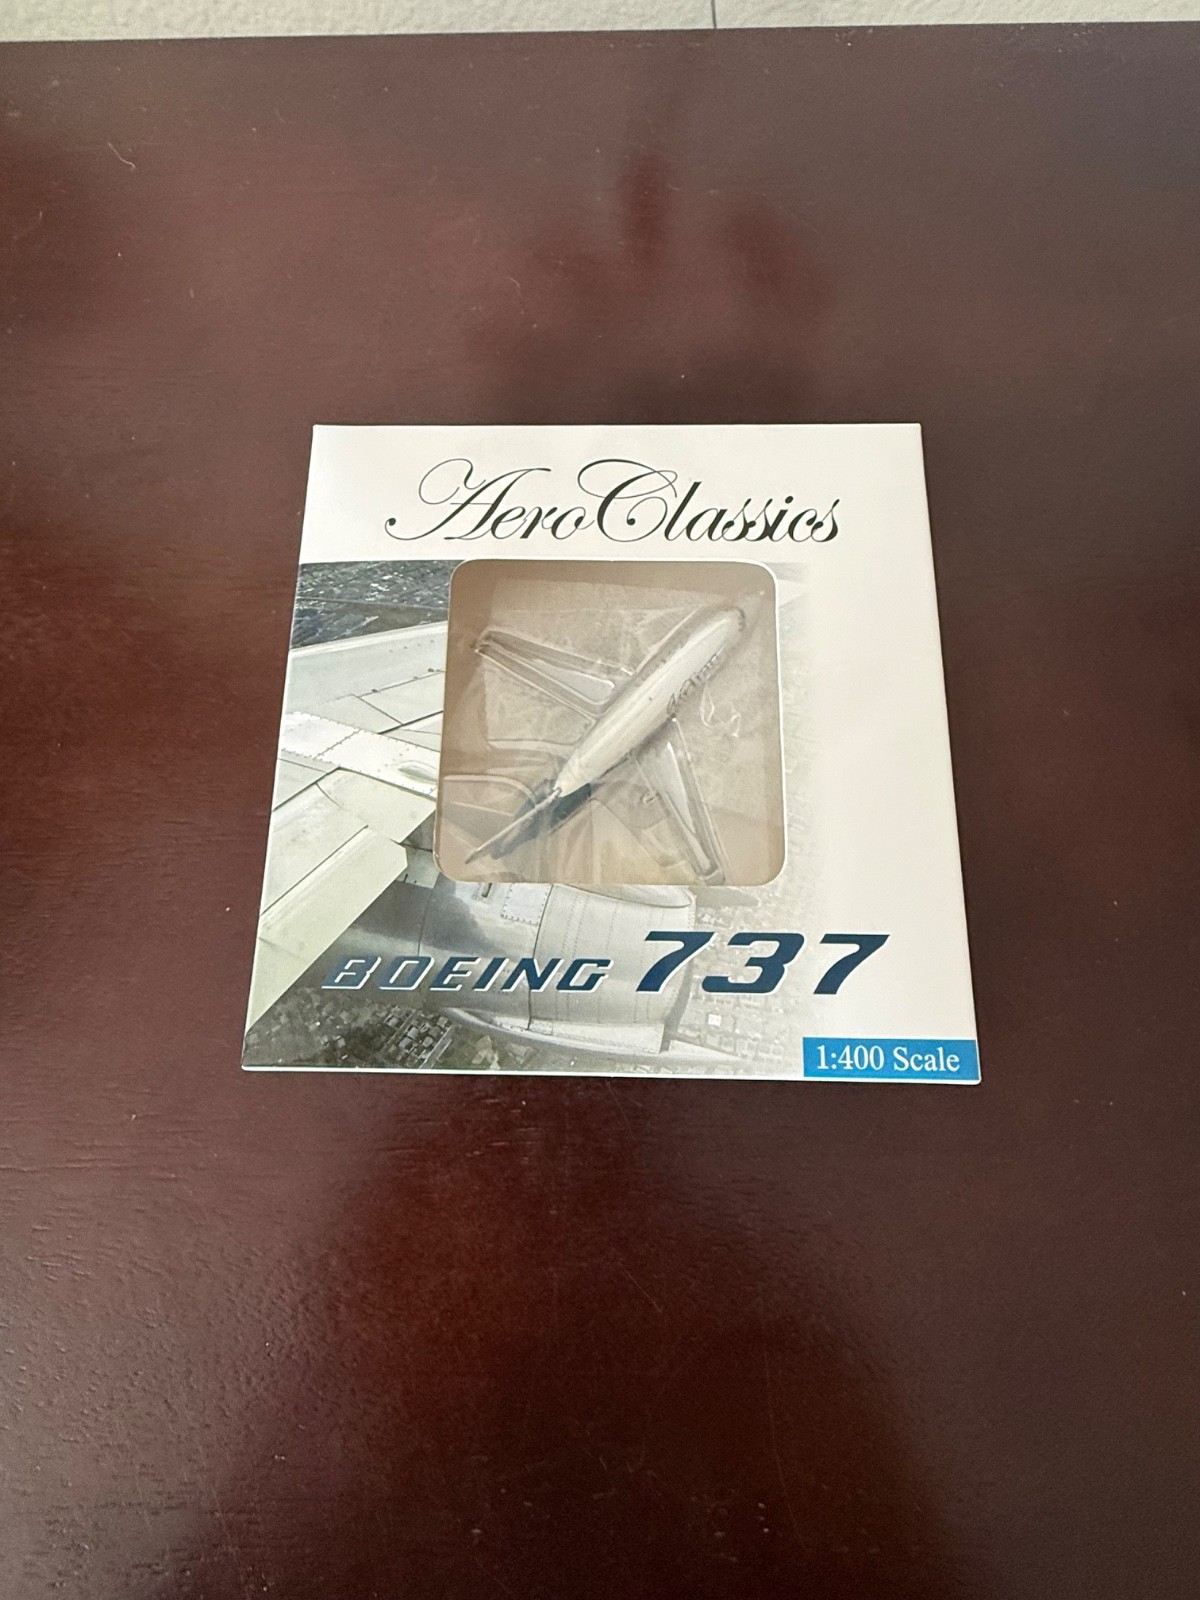 AeroClassics
BOEING 737
1:400 Scale